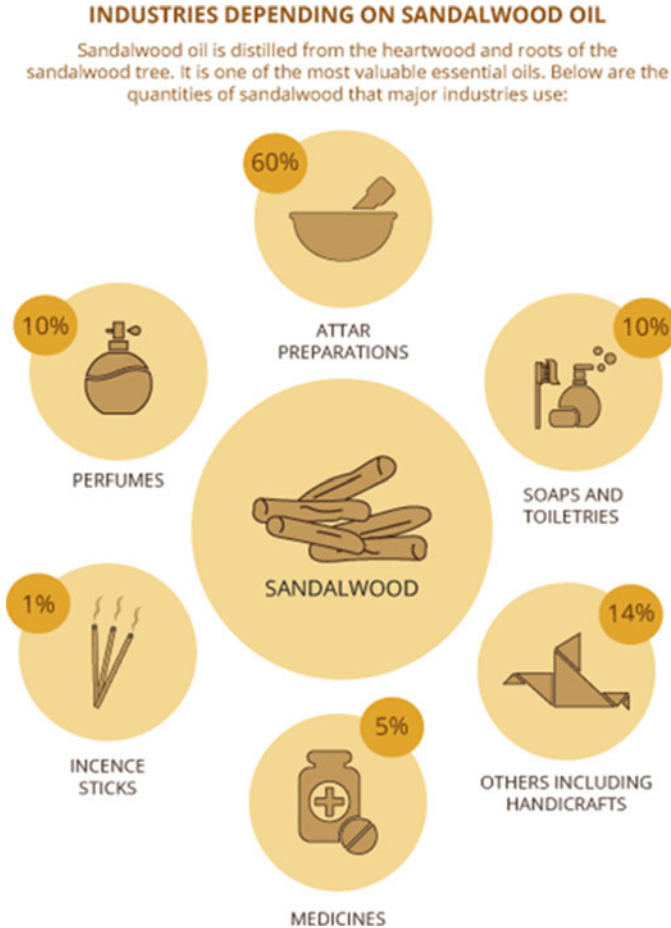 INDUSTRIES DEPENDING ON SANDALWOOD OIL
Sandalwood oil is distilled from the heartwood and roots of the
sandalwood tree. It is one of the most valuable essential oils. Below are the
quantities of sandalwood that major industries use:
60%
ATTAR
PREPARATIONS
10%
PERFUMES
10%
SOAPS AND
TOILETRIES
SANDALWOOD
1%
INCENCE
STICKS
14%
OTHERS INCLUDING
HANDICRAFTS
5%
MEDICINES